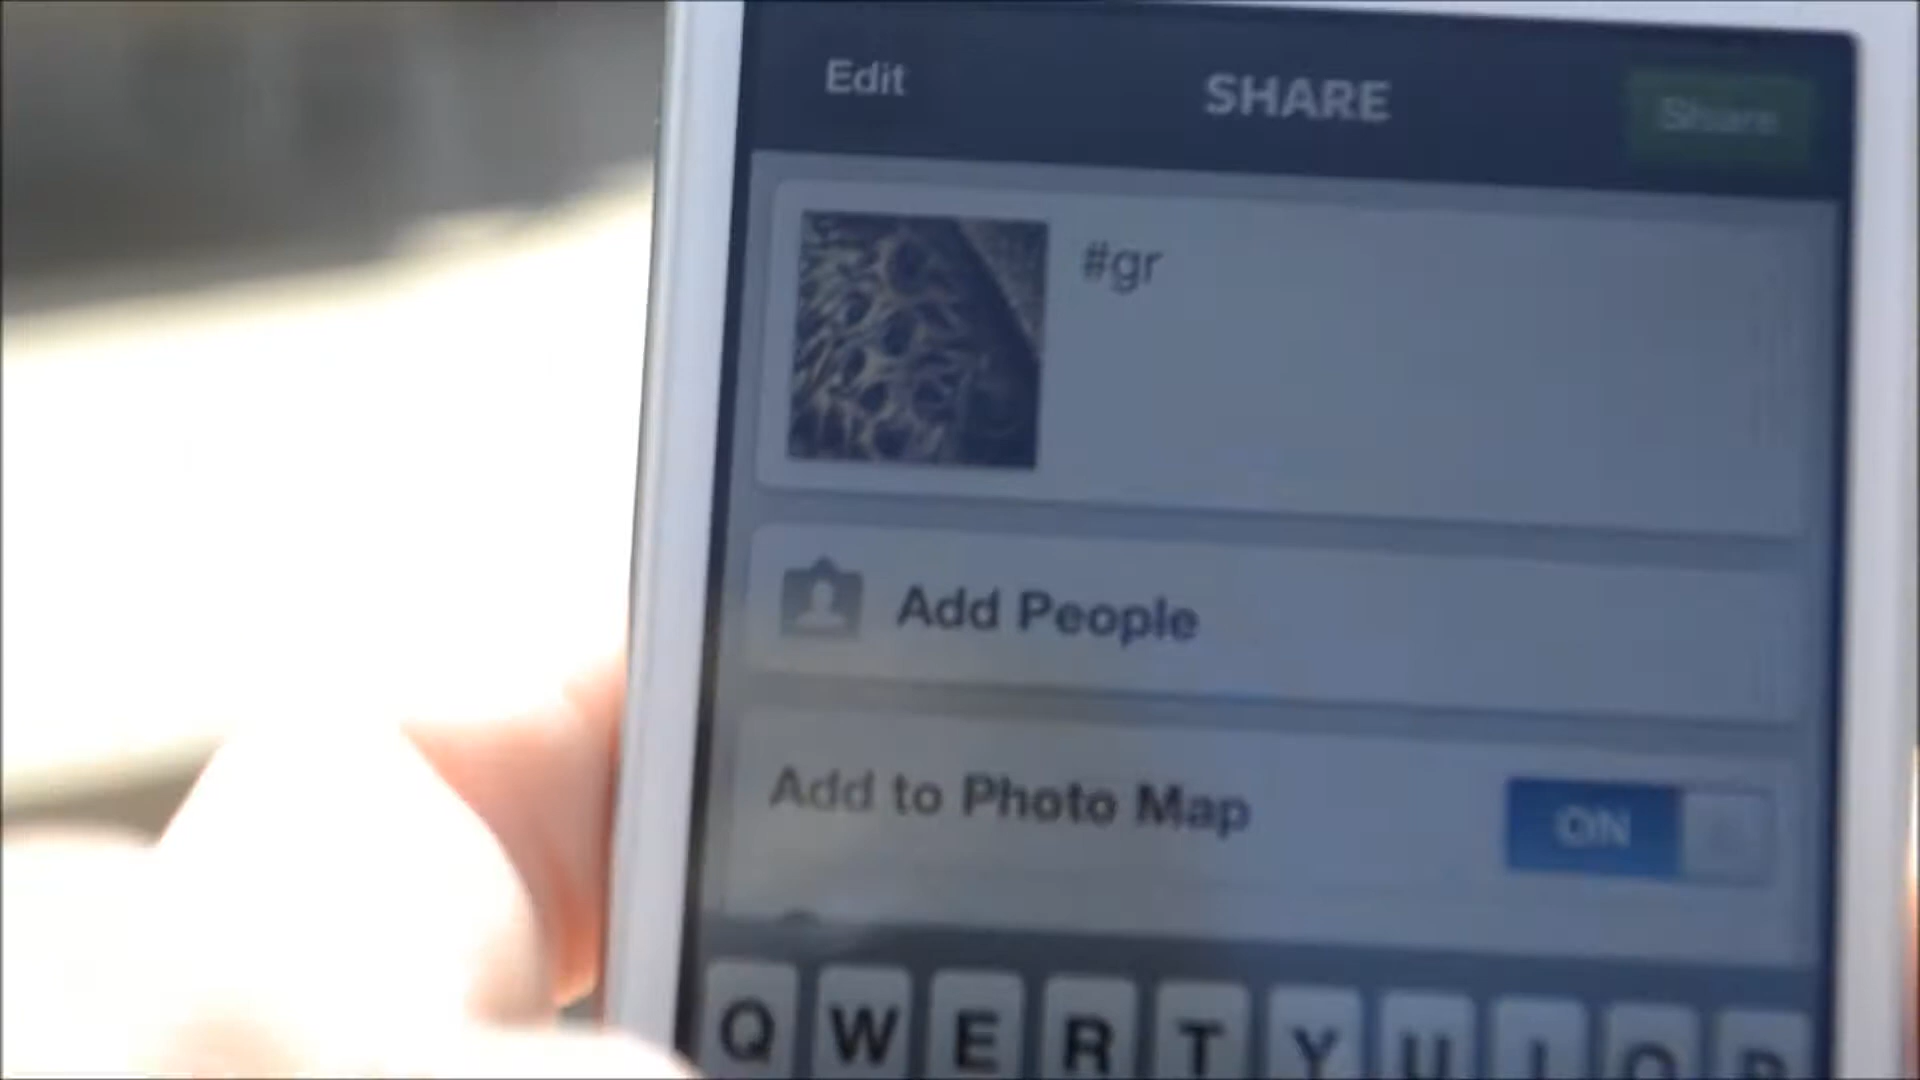 Edit SHARE Share
#gr
Add People
Add to Photo Map ON
Q W E R T Y U I O P